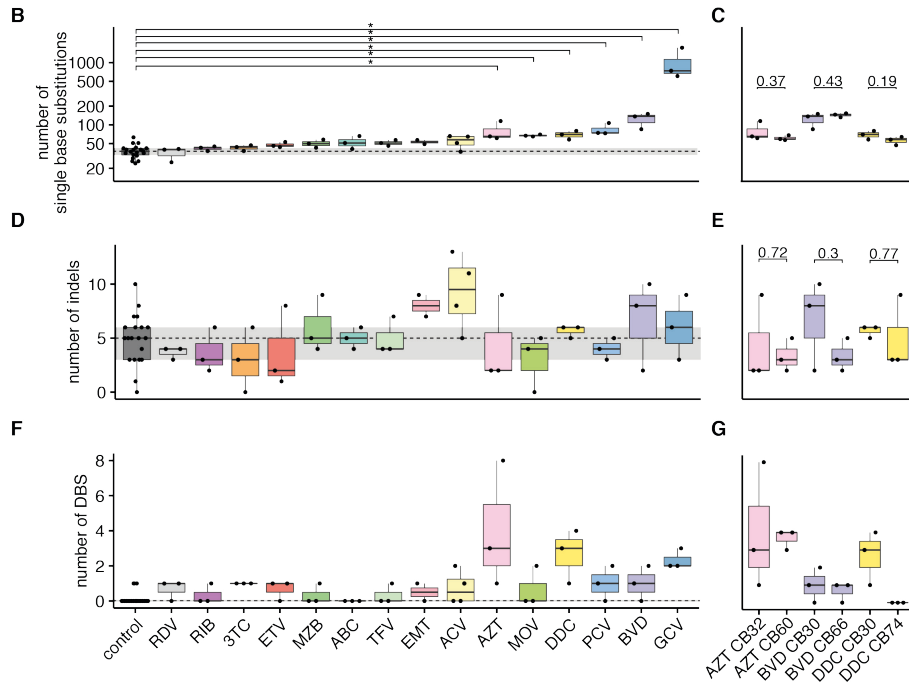 B
number of
single base substitutions
1000
500
200
100
50
20
*
*
*
*
*
*
C
0.37
0.43
0.19
D
number of indels
10
5
0
E
0.72
0.3
0.77
F
number of DBS
8
6
4
2
0
control
RDV
RIB
3TC
ETV
MZB
ABC
TFV
EMT
ACV
AZT
MOV
DDC
PCV
BVD
GCV
G
AZT CB32
AZT CB60
BVD CB30
BVD CB66
DDC CB30
DDC CB74